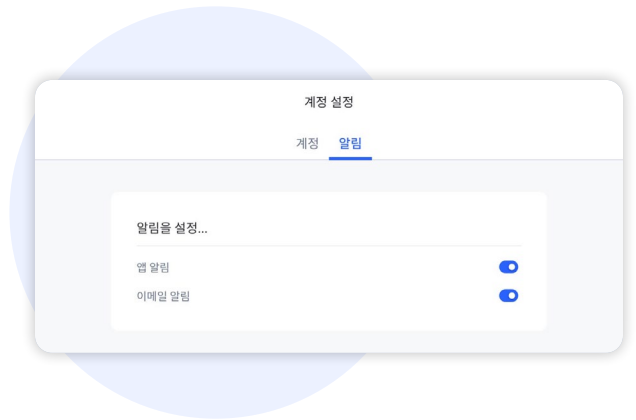 계정 설정
계정 알림
알림을 설정...
앱 알림
이메일 알림